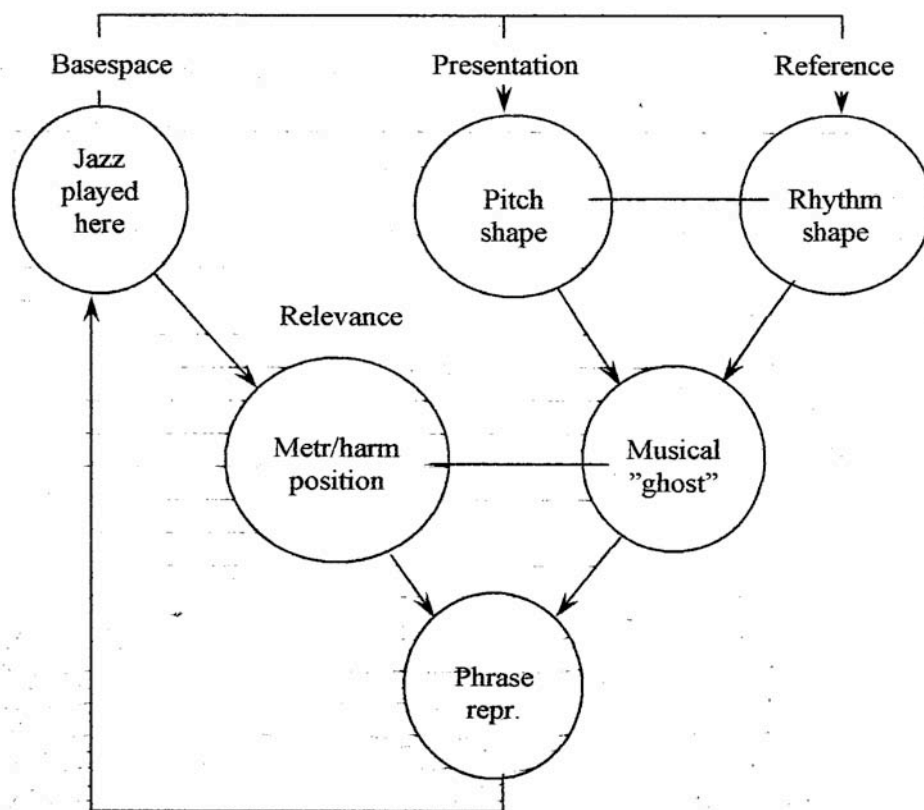 Basespace
Presentation
Reference
Jazz
played
here
Pitch
shape
Rhythm
shape
Relevance
Metr/harm
position
Musical
”ghost”
Phrase
repr.